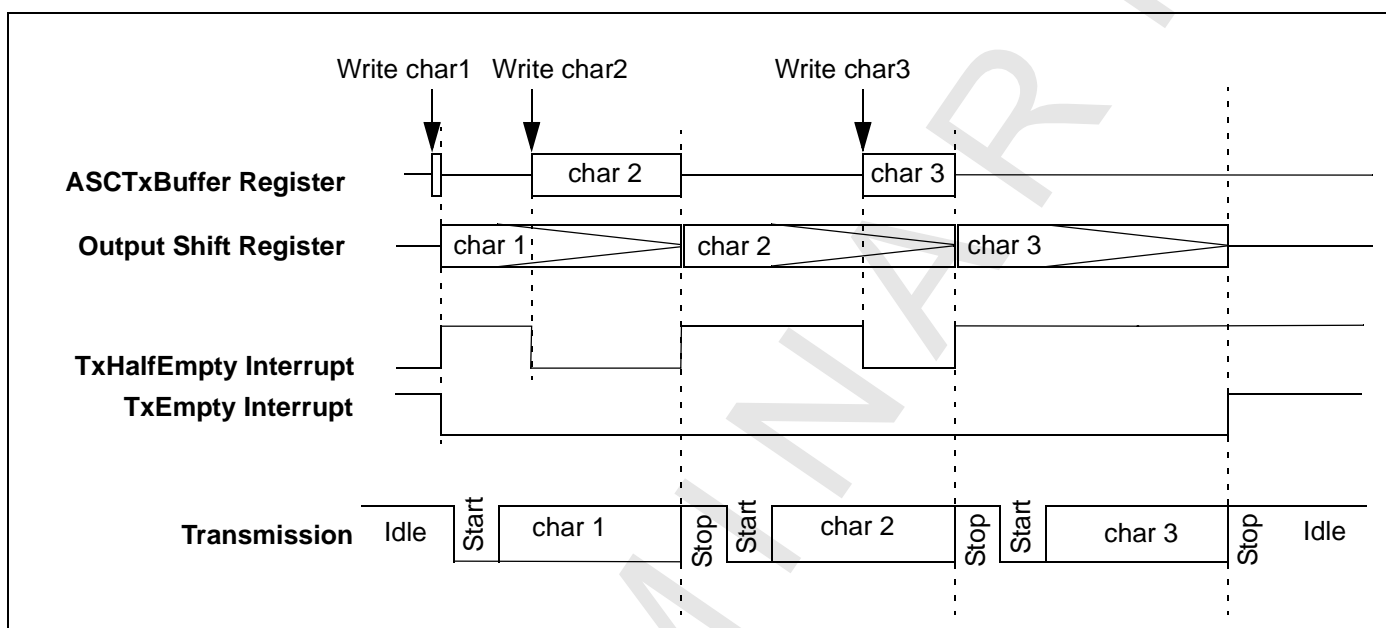 Write char1 Write char2 Write char3
ASCTxBuffer Register char 2 char 3
Output Shift Register char 1 char 2 char 3
TxHalfEmpty Interrupt
TxEmpty Interrupt
Transmission Idle Start char 1 Stop Start char 2 Stop Start char 3 Stop Idle
MINAR